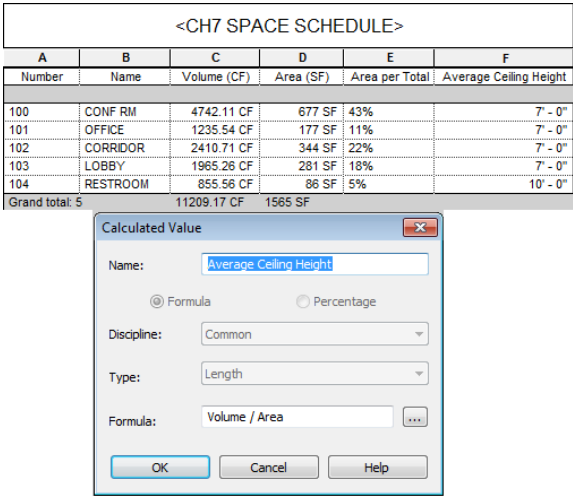 <CH7 SPACE SCHEDULE>
A B C D E F
Number Name Volume (CF) Area (SF) Area per Total Average Ceiling Height
100 CONF RM 4742.11 CF 677 SF 43% 7' - 0"
101 OFFICE 1235.54 CF 177 SF 11% 7' - 0"
102 CORRIDOR 2410.71 CF 344 SF 22% 7' - 0"
103 LOBBY 1965.26 CF 281 SF 18% 7' - 0"
104 RESTROOM 855.56 CF 86 SF 5% 10' - 0"
Grand total: 5 11209.17 CF 1565 SF
Calculated Value
Name: Average Ceiling Height
Formula Percentage
Discipline: Common
Type: Length
Formula: Volume / Area ...
OK Cancel Help